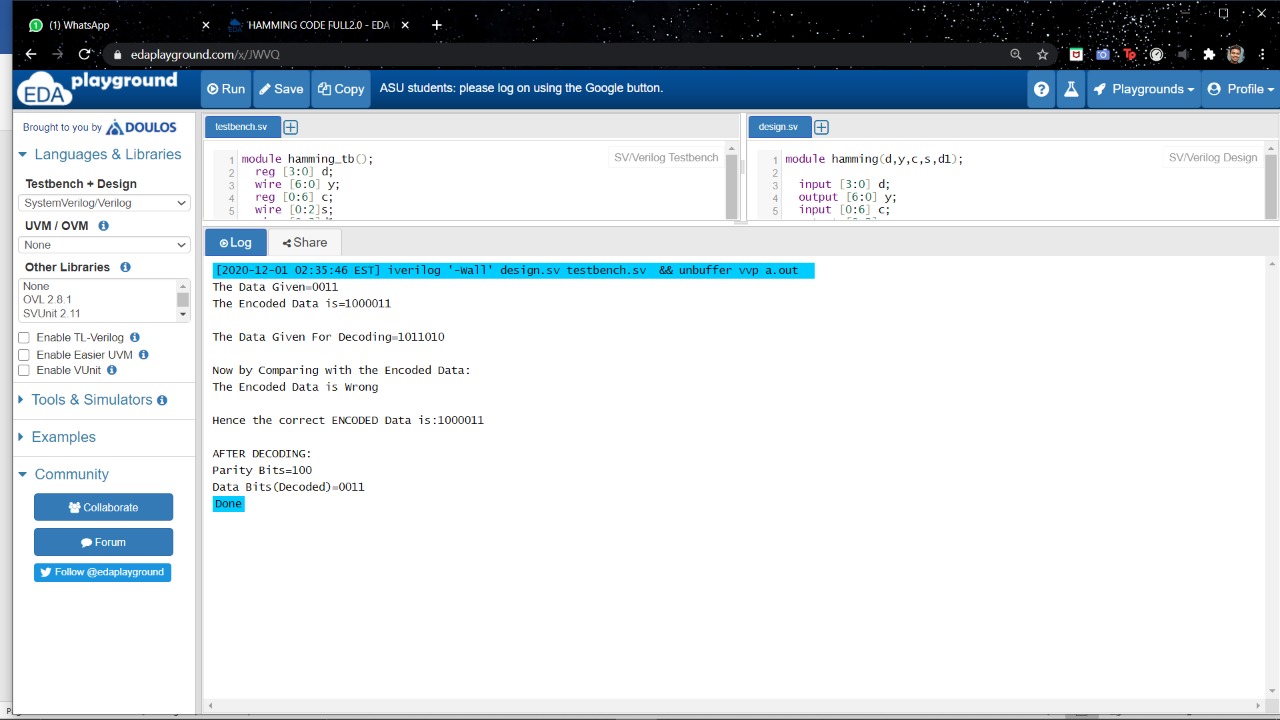 (1) WhatsApp
HAMMING CODE FULL2.0 - EDA
edaplayground.com/x/JWVQ
EDA playground
Run
Save
Copy
ASU students: please log on using the Google button.
Playgrounds
Profile
Brought to you by DOULOS
Languages & Libraries
Testbench + Design
SystemVerilog/Verilog
UVM / OVM
None
Other Libraries
None
OVL 2.8.1
SVUnit 2.11
Enable TL-Verilog
Enable Easier UVM
Enable VUnit
Tools & Simulators
Examples
Community
Collaborate
Forum
Follow @edaplayground
testbench.sv
SV/Verilog Testbench
1 module hamming_tb();
2 reg [3:0] d;
3 wire [6:0] y;
4 reg [0:6] c;
5 wire [0:2]s;
design.sv
SV/Verilog Design
1 module hamming(d,y,c,s,d1);
2
3 input [3:0] d;
4 output [6:0] y;
5 input [0:6] c;
Log
Share
[2020-12-01 02:35:46 EST] iverilog '-Wall' design.sv testbench.sv  && unbuffer vvp a.out
The Data Given=0011
The Encoded Data is=1000011
The Data Given For Decoding=1011010
Now by Comparing with the Encoded Data:
The Encoded Data is Wrong
Hence the correct ENCODED Data is:1000011
AFTER DECODING:
Parity Bits=100
Data Bits(Decoded)=0011
Done